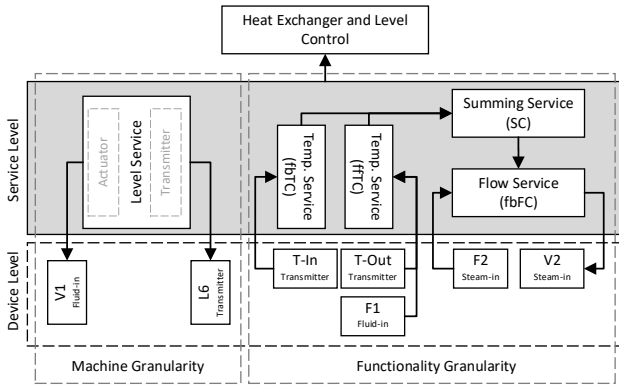 Heat Exchanger and Level
Control
Service Level
Actuator
Level Service
Transmitter
Temp. Service
(fbTC)
Temp. Service
(ffTC)
Summing Service
(SC)
Flow Service
(fbFC)
Device Level
V1
Fluid-in
L6
Transmitter
T-In
Transmitter
T-Out
Transmitter
F1
Fluid-in
F2
Steam-in
V2
Steam-in
Machine Granularity
Functionality Granularity